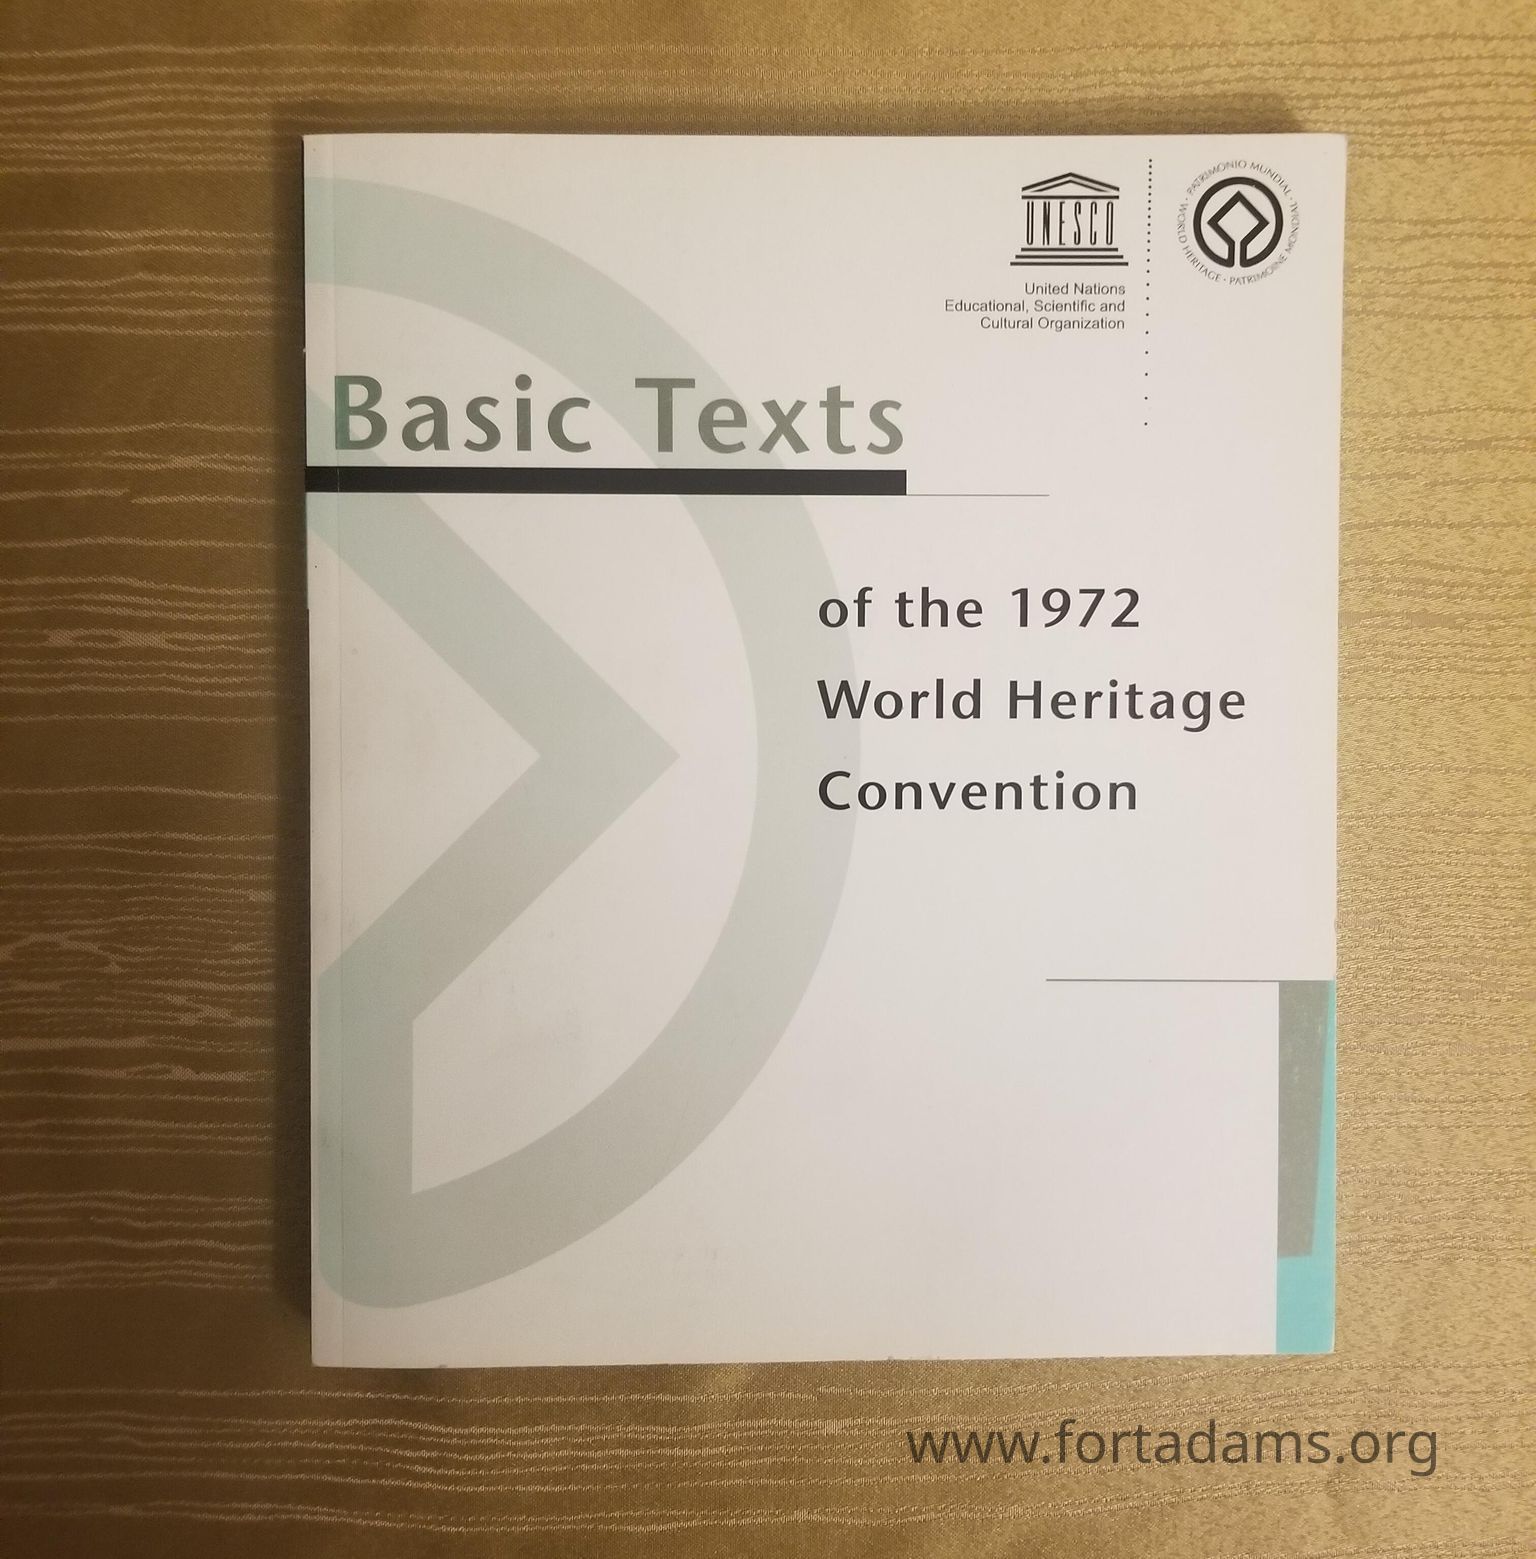 UNESCO
United Nations
Educational, Scientific and
Cultural Organization
WORLD HERITAGE · PATRIMONIO MUNDIAL · PATRIMOINE MONDIAL ·
Basic Texts
of the 1972
World Heritage
Convention
www.fortadams.org